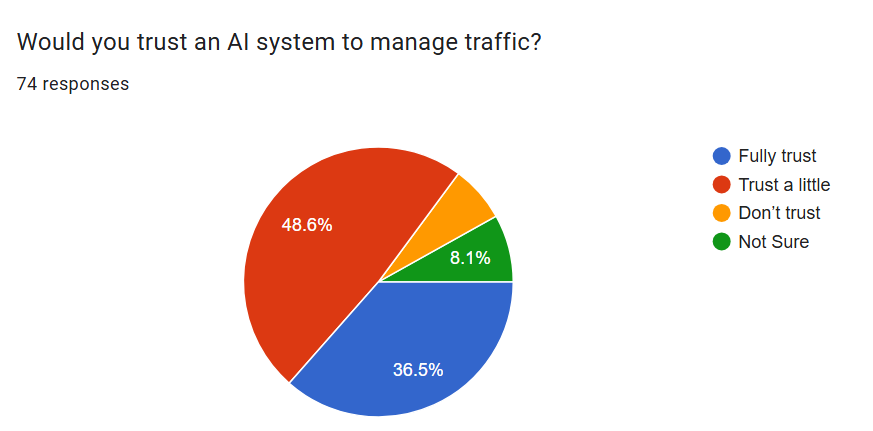 Would you trust an AI system to manage traffic?
74 responses
Fully trust
Trust a little
Don’t trust
Not Sure
48.6%
8.1%
36.5%